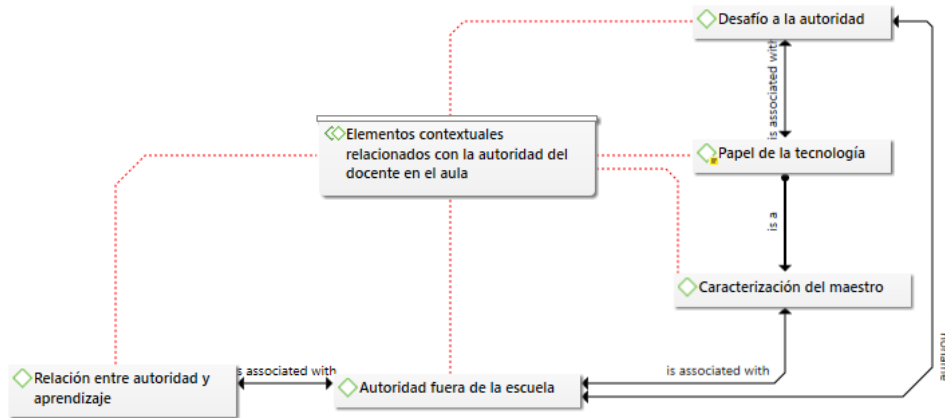 Desafío a la autoridad
is associated with
Elementos contextuales
relacionados con la autoridad del
docente en el aula
Papel de la tecnología
is a
Caracterización del maestro
noname
is associated with
Relación entre autoridad y
aprendizaje
s associated with
Autoridad fuera de la escuela